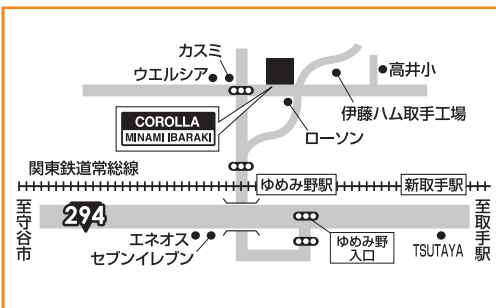 カスミ
ウエルシア
高井小
伊藤ハム取手工場
COROLLA
MINAMI IBARAKI
ローソン
関東鉄道常総線
ゆめみ野駅
新取手駅
至守谷市
294
至取手駅
エネオス
セブンイレブン
ゆめみ野
入口
TSUTAYA